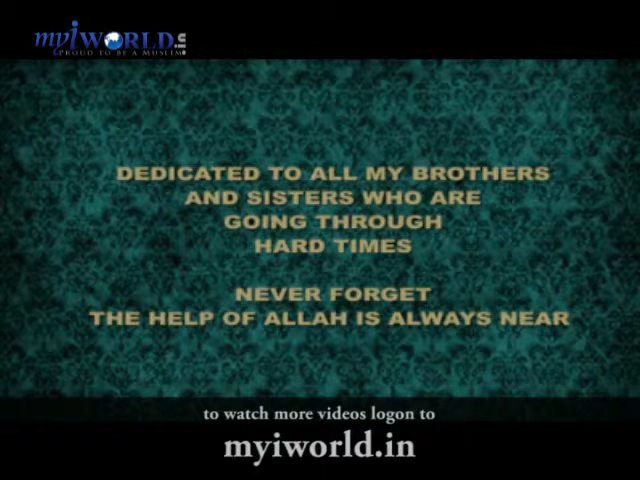 myiWORLD.in
PROUD TO BE A MUSLIM
DEDICATED TO ALL MY BROTHERS
AND SISTERS WHO ARE
GOING THROUGH
HARD TIMES
NEVER FORGET
THE HELP OF ALLAH IS ALWAYS NEAR
to watch more videos logon to
myiworld.in